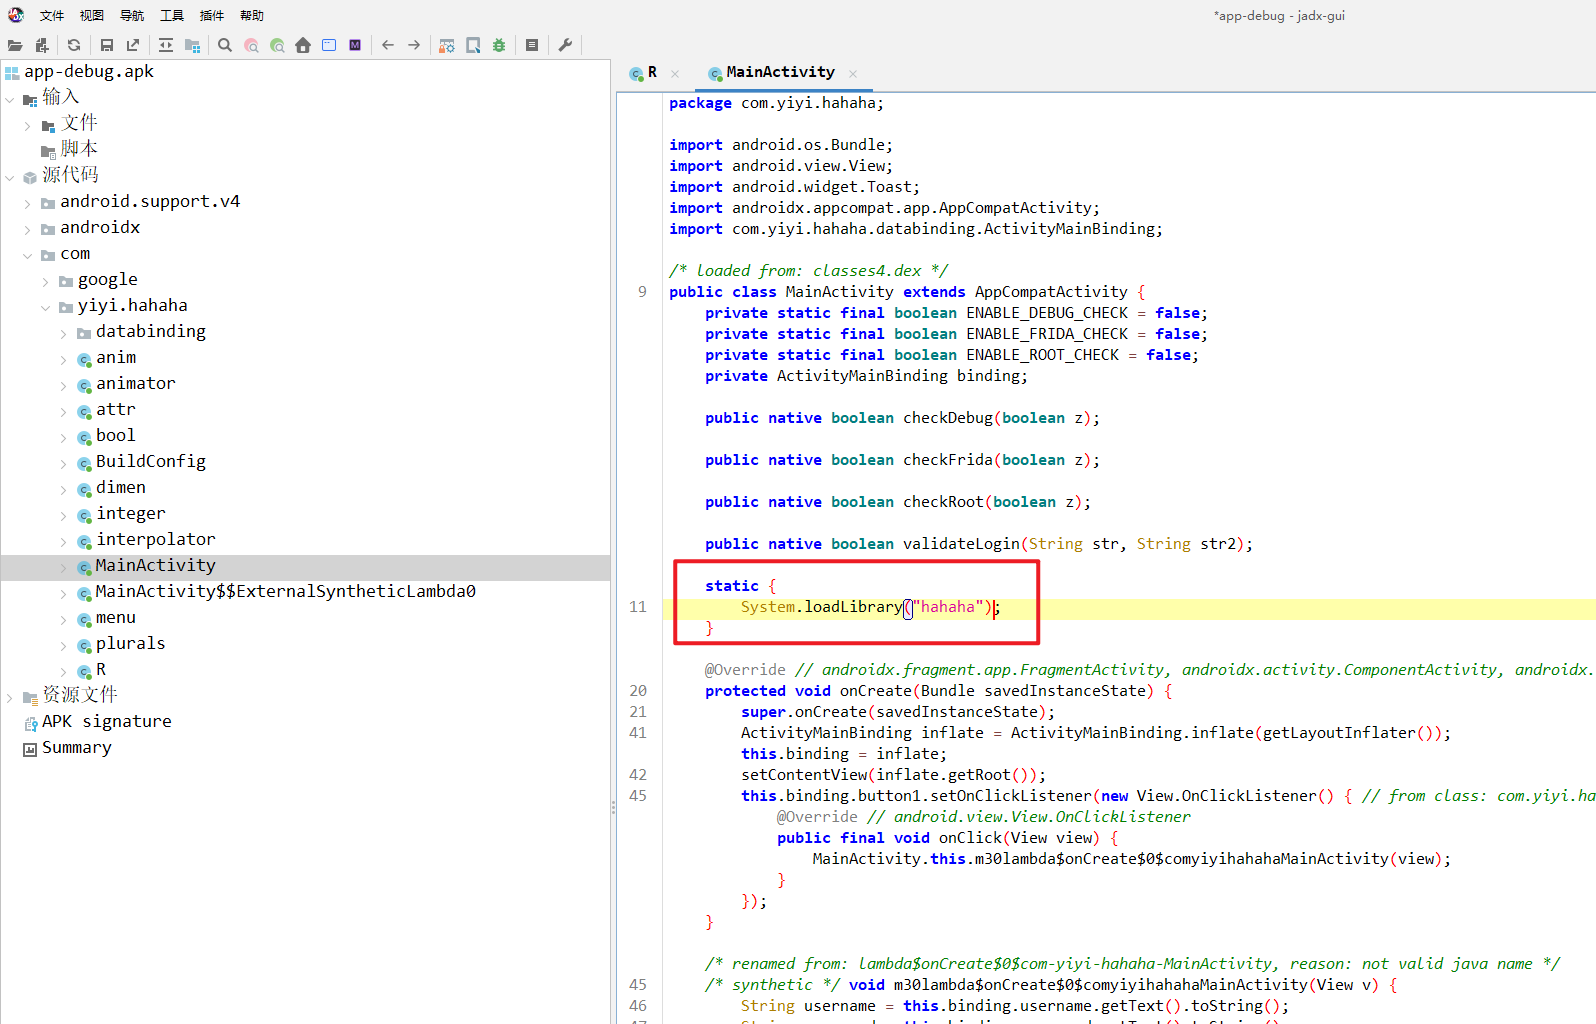 文件 视图 导航 工具 插件 帮助
*app-debug - jadx-gui
app-debug.apk
输入
文件
脚本
源代码
android.support.v4
androidx
com
google
yiyi.hahaha
databinding
anim
animator
attr
bool
BuildConfig
dimen
integer
interpolator
MainActivity
MainActivity$$ExternalSyntheticLambda0
menu
plurals
R
资源文件
APK signature
Summary
R × MainActivity ×
package com.yiyi.hahaha;
import android.os.Bundle;
import android.view.View;
import android.widget.Toast;
import androidx.appcompat.app.AppCompatActivity;
import com.yiyi.hahaha.databinding.ActivityMainBinding;
/* loaded from: classes4.dex */
9 public class MainActivity extends AppCompatActivity {
private static final boolean ENABLE_DEBUG_CHECK = false;
private static final boolean ENABLE_FRIDA_CHECK = false;
private static final boolean ENABLE_ROOT_CHECK = false;
private ActivityMainBinding binding;
public native boolean checkDebug(boolean z);
public native boolean checkFrida(boolean z);
public native boolean checkRoot(boolean z);
public native boolean validateLogin(String str, String str2);
static {
11 System.loadLibrary("hahaha");
}
@Override // androidx.fragment.app.FragmentActivity, androidx.activity.ComponentActivity, androidx.
20 protected void onCreate(Bundle savedInstanceState) {
21 super.onCreate(savedInstanceState);
41 ActivityMainBinding inflate = ActivityMainBinding.inflate(getLayoutInflater());
this.binding = inflate;
42 setContentView(inflate.getRoot());
45 this.binding.button1.setOnClickListener(new View.OnClickListener() { // from class: com.yiyi.ha
@Override // android.view.View.OnClickListener
public final void onClick(View view) {
MainActivity.this.m30lambda$onCreate$0$comyiyihahahaMainActivity(view);
}
});
}
/* renamed from: lambda$onCreate$0$com-yiyi-hahaha-MainActivity, reason: not valid java name */
45 /* synthetic */ void m30lambda$onCreate$0$comyiyihahahaMainActivity(View v) {
46 String username = this.binding.username.getText().toString();